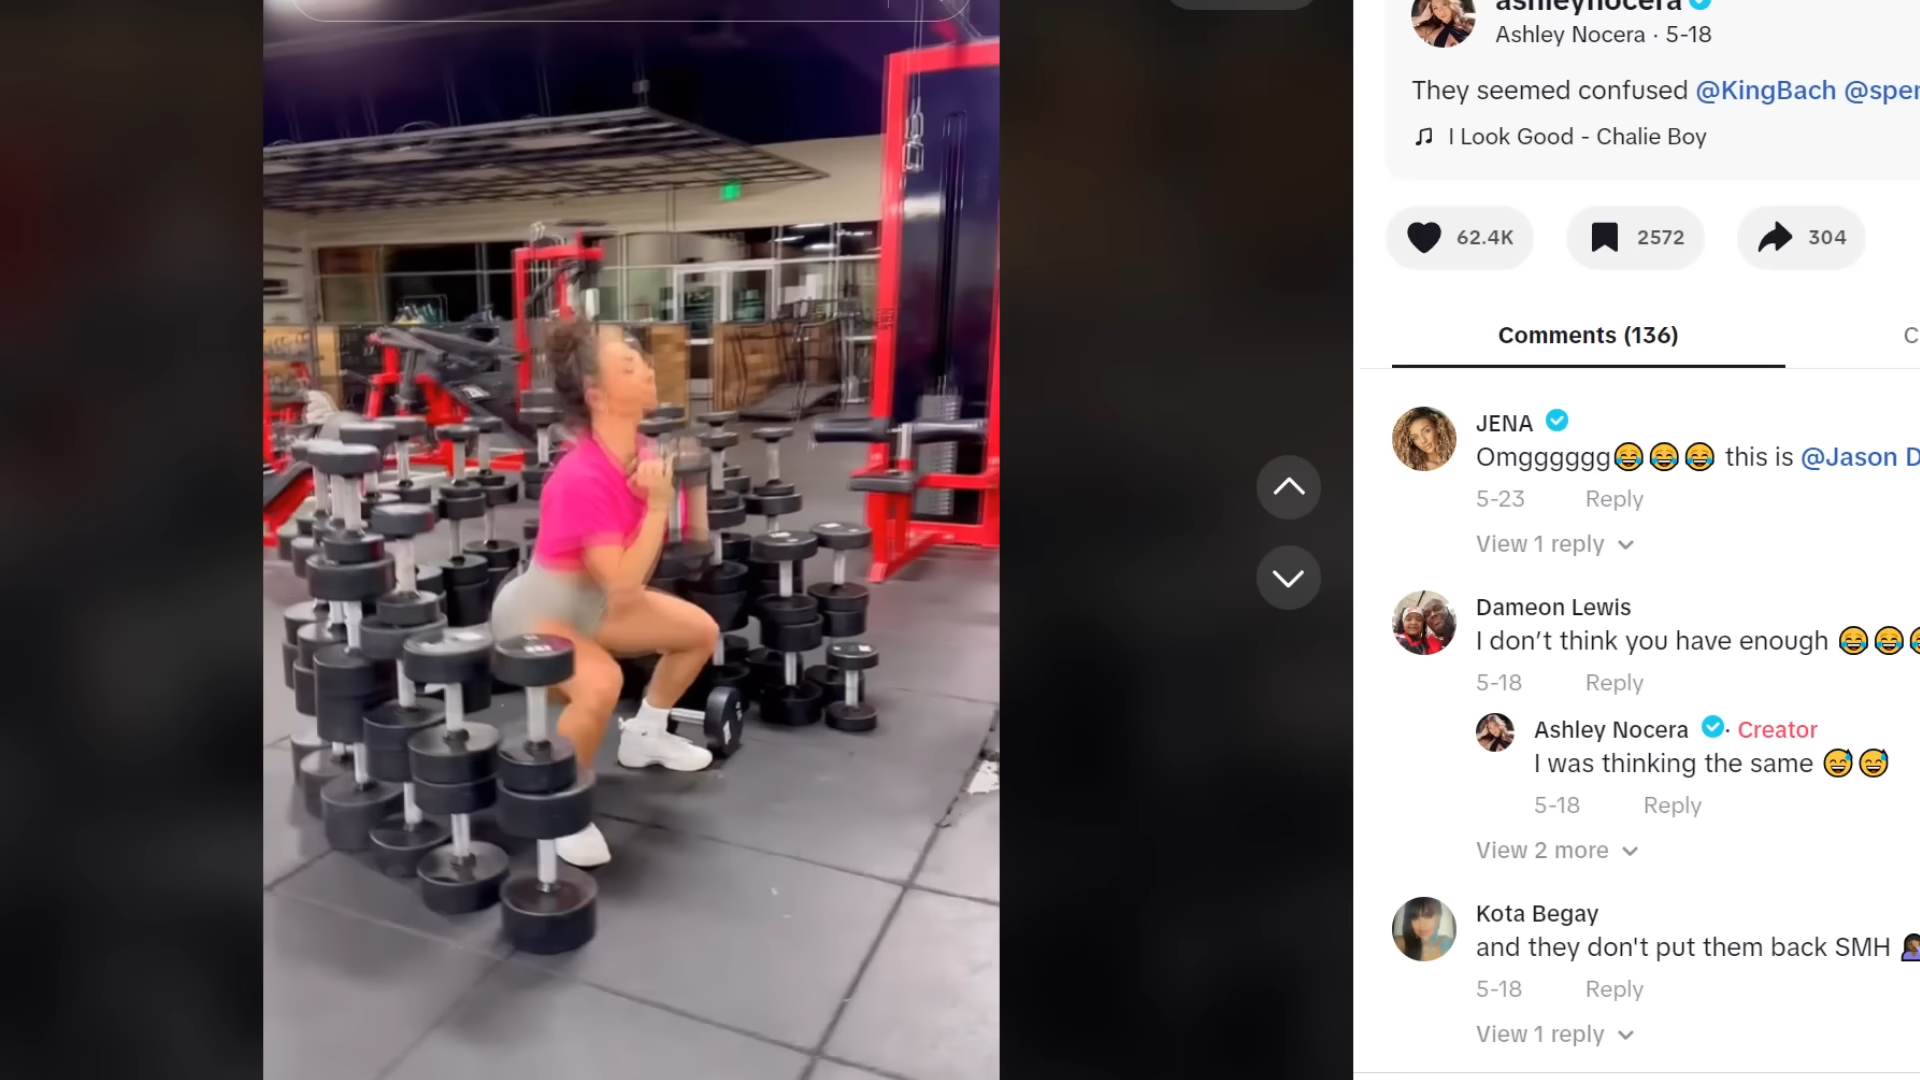 ashleynocera
Ashley Nocera · 5-18
They seemed confused @KingBach @sper
I Look Good - Chalie Boy
62.4K
2572
304
Comments (136)
C
JENA
Omgggggg😂😂😂 this is @Jason D
5-23 Reply
View 1 reply
Dameon Lewis
I don’t think you have enough 😂😂😂
5-18 Reply
Ashley Nocera · Creator
I was thinking the same 😅😅
5-18 Reply
View 2 more
Kota Begay
and they don't put them back SMH
5-18 Reply
View 1 reply